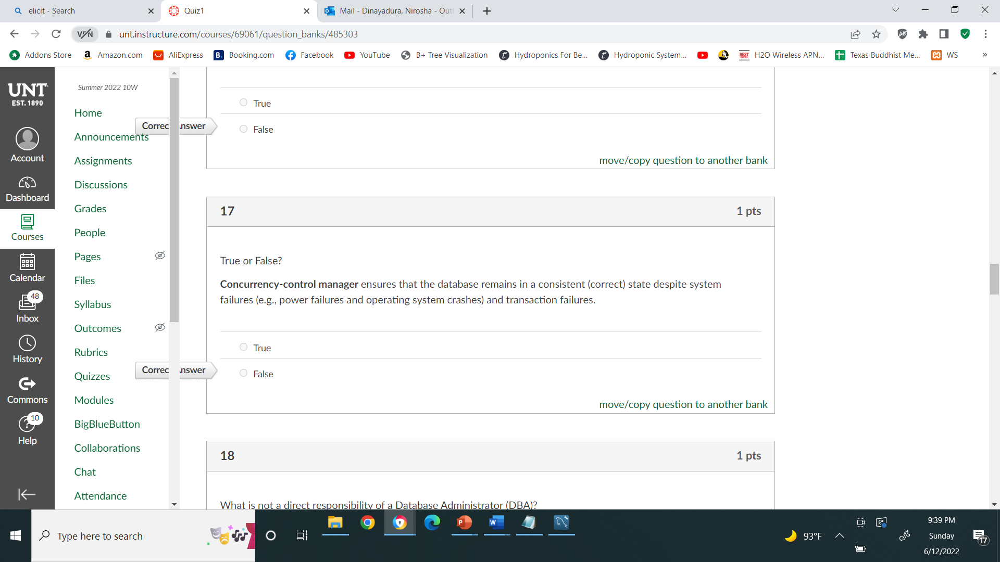 elicit - Search
Quiz1
Mail - Dinayadura, Nirosha - Out
VPN
unt.instructure.com/courses/69061/question_banks/485303
Addons Store
Amazon.com
AliExpress
Booking.com
Facebook
YouTube
B+ Tree Visualization
Hydroponics For Be...
Hydroponic System...
H2O Wireless APN...
Texas Buddhist Me...
WS
»
UNT
EST. 1890
Account
Dashboard
Courses
Calendar
48
Inbox
History
Commons
10
Help
Summer 2022 10W
Home
Announcements
Assignments
Discussions
Grades
People
Pages
Files
Syllabus
Outcomes
Rubrics
Quizzes
Modules
BigBlueButton
Collaborations
Chat
Attendance
True
Correc nswer
False
move/copy question to another bank
17
1 pts
True or False?
Concurrency-control manager ensures that the database remains in a consistent (correct) state despite system
failures (e.g., power failures and operating system crashes) and transaction failures.
True
Correc nswer
False
move/copy question to another bank
18
1 pts
What is not a direct responsibility of a Database Administrator (DBA)?
Type here to search
93°F
9:39 PM
Sunday
6/12/2022
17